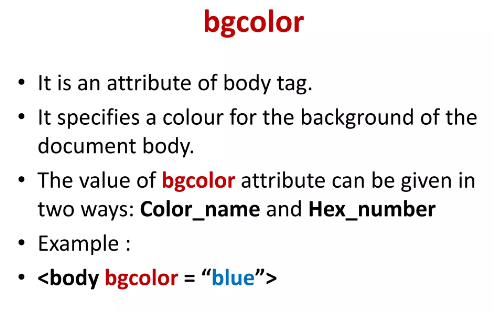 bgcolor
• It is an attribute of body tag.
• It specifies a colour for the background of the
document body.
• The value of bgcolor attribute can be given in
two ways: Color_name and Hex_number
• Example :
• <body bgcolor = “blue”>